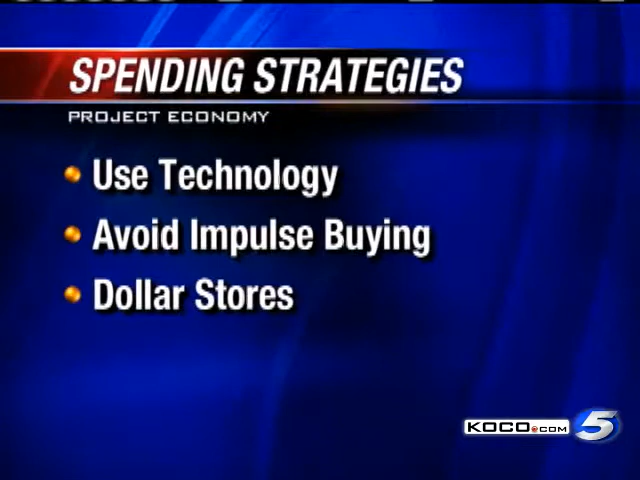 SPENDING STRATEGIES
PROJECT ECONOMY
Use Technology
Avoid Impulse Buying
Dollar Stores
KOCO.COM 5